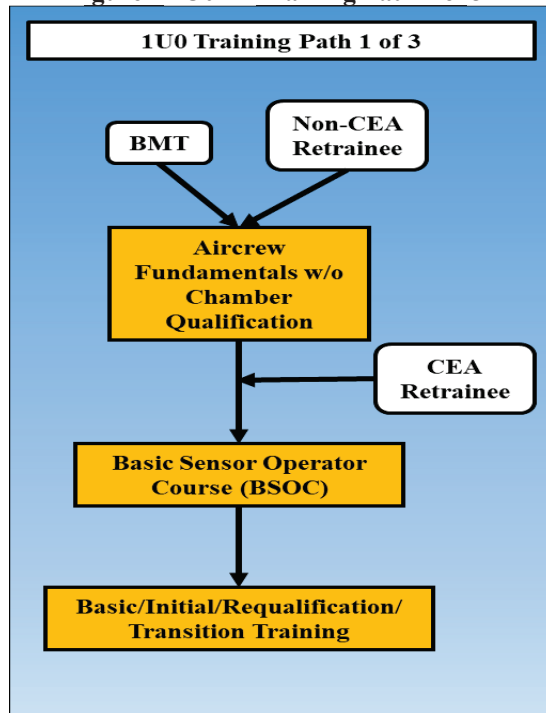 1U0 Training Path 1 of 3
BMT
Non-CEA
Retrainee
Aircrew
Fundamentals w/o
Chamber
Qualification
CEA
Retrainee
Basic Sensor Operator
Course (BSOC)
Basic/Initial/Requalification/
Transition Training